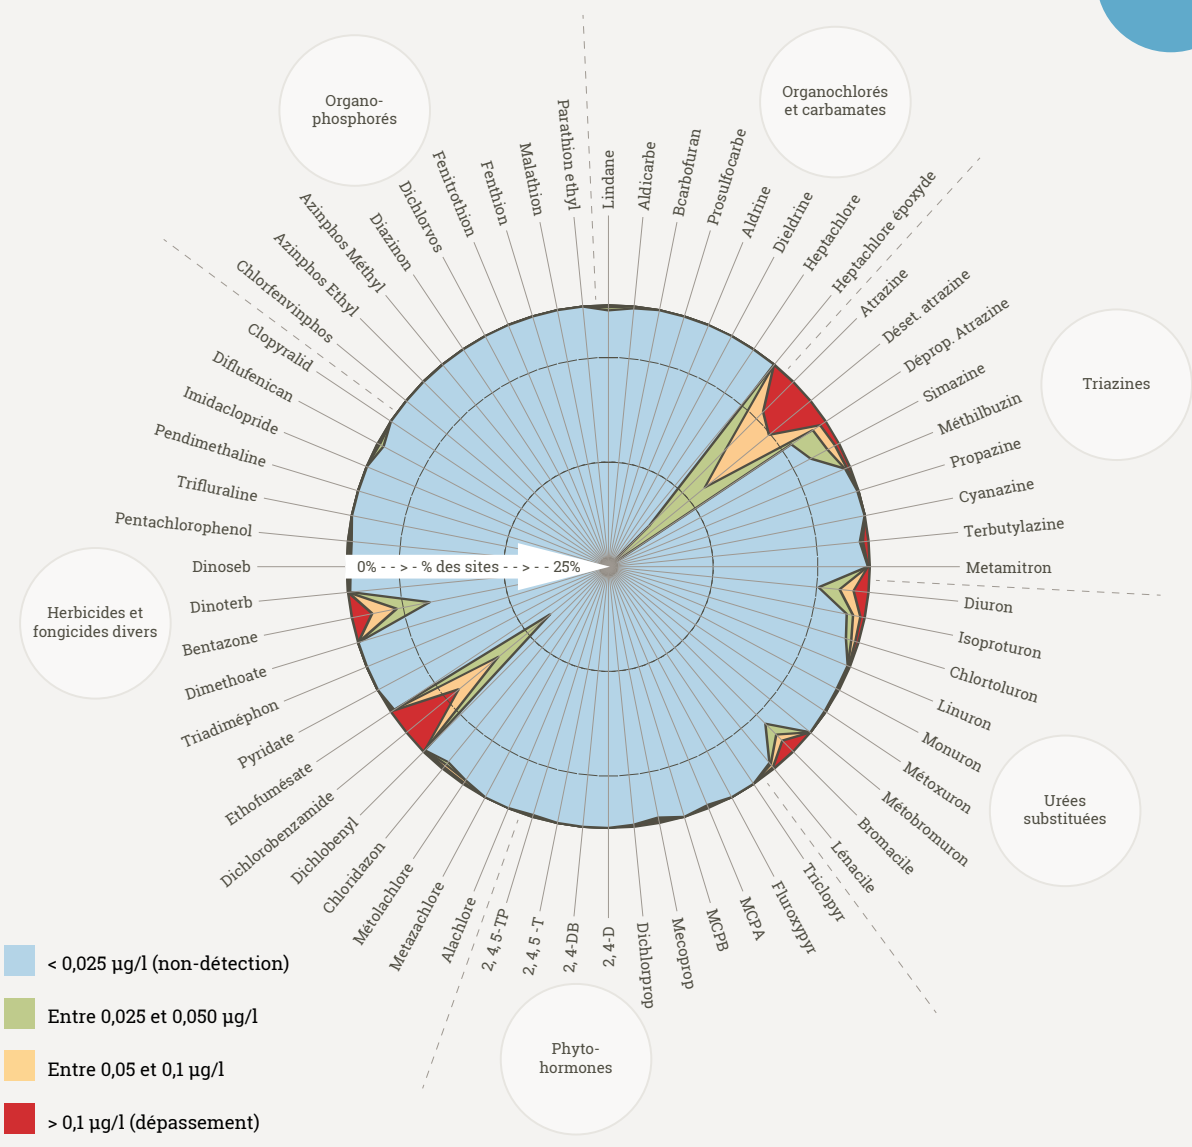 Organo-
phosphorés
Organochlorés
et carbamates
Triazines
Urées
substituées
Phyto-
hormones
Herbicides et
fongicides divers
Lindane
Aldicarbe
Bcarbofuran
Prosulfocarbe
Aldrine
Dieldrine
Heptachlore
Heptachlore époxyde
Atrazine
Déset. atrazine
Déprop. Atrazine
Simazine
Méthilbuzin
Propazine
Cyanazine
Terbutylazine
Metamitron
Diuron
Isoproturon
Chlortoluron
Linuron
Monuron
Métoxuron
Métobromuron
Bromacile
Lénacile
Triclopyr
Fluroxypyr
MCPA
MCPB
Mecoprop
Dichlorprop
2, 4-D
2, 4-DB
2, 4, 5 -T
2, 4, 5-TP
Alachlore
Metazachlore
Métolachlore
Chloridazon
Dichlobenyl
Dichlorobenzamide
Ethofumésate
Pyridate
Triadiméphon
Dimethoate
Bentazone
Dinoterb
Dinoseb
Pentachlorophenol
Trifluraline
Pendimethaline
Imidaclopride
Diflufenican
Clopyralid
Chlorfenvinphos
Azinphos Ethyl
Azinphos Méthyl
Diazinon
Dichlorvos
Fenitrothion
Fenthion
Malathion
Parathion ethyl
0% - - > - % des sites - - > - - 25%
< 0,025 µg/l (non-détection)
Entre 0,025 et 0,050 µg/l
Entre 0,05 et 0,1 µg/l
> 0,1 µg/l (dépassement)